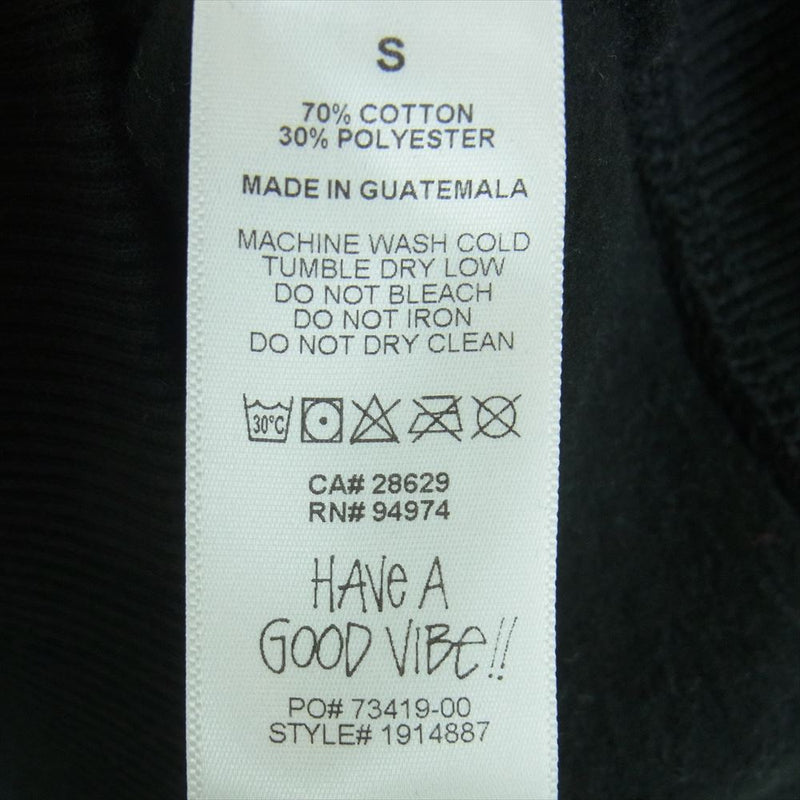 S
70% COTTON
30% POLYESTER
MADE IN GUATEMALA
MACHINE WASH COLD
TUMBLE DRY LOW
DO NOT BLEACH
DO NOT IRON
DO NOT DRY CLEAN
30°C
CA# 28629
RN# 94974
HAVE A
GOOD VIBE!!
PO# 73419-00
STYLE# 1914887